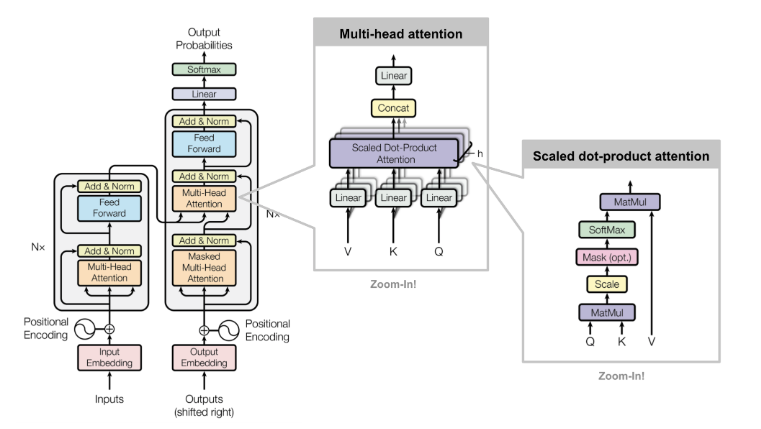 Output
Probabilities
Softmax
Linear
Add & Norm
Feed
Forward
Add & Norm
Multi-Head
Attention
Nx
Add & Norm
Masked
Multi-Head
Attention
Add & Norm
Feed
Forward
Nx
Add & Norm
Multi-Head
Attention
Positional
Encoding
Positional
Encoding
Input
Embedding
Output
Embedding
Inputs
Outputs
(shifted right)
Multi-head attention
Linear
Concat
Scaled Dot-Product
Attention
h
Linear
Linear
Linear
V
K
Q
Zoom-In!
Scaled dot-product attention
MatMul
SoftMax
Mask (opt.)
Scale
MatMul
Q
K
V
Zoom-In!